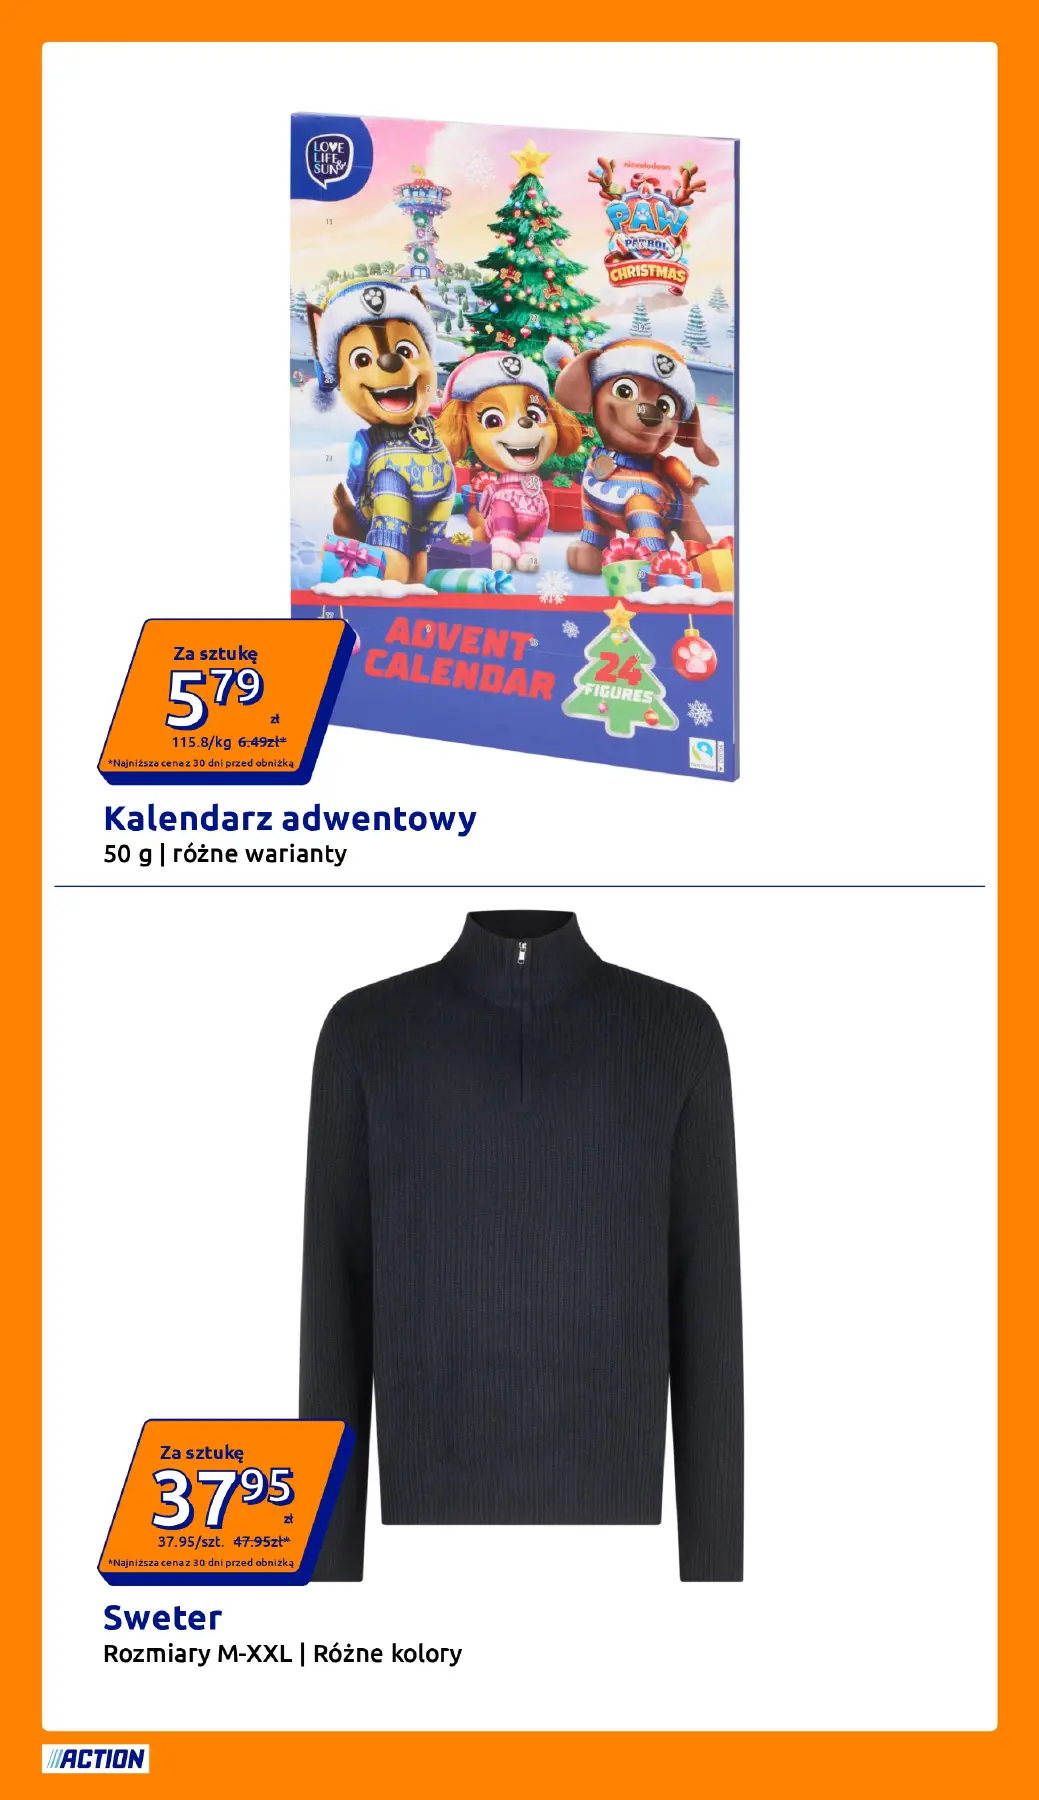 LOVE
LIFE &
SUN
nickelodeon
PAW
PATROL
CHRISTMAS
ADVENT
CALENDAR
24
FIGURES
Za sztukę
5 79
zł
115.8/kg 6.49zł*
*Najniższa cena z 30 dni przed obniżką
Kalendarz adwentowy
50 g | różne warianty
Za sztukę
37 95
zł
37.95/szt. 47.95zł*
*Najniższa cena z 30 dni przed obniżką
Sweter
Rozmiary M-XXL | Różne kolory
ACTION